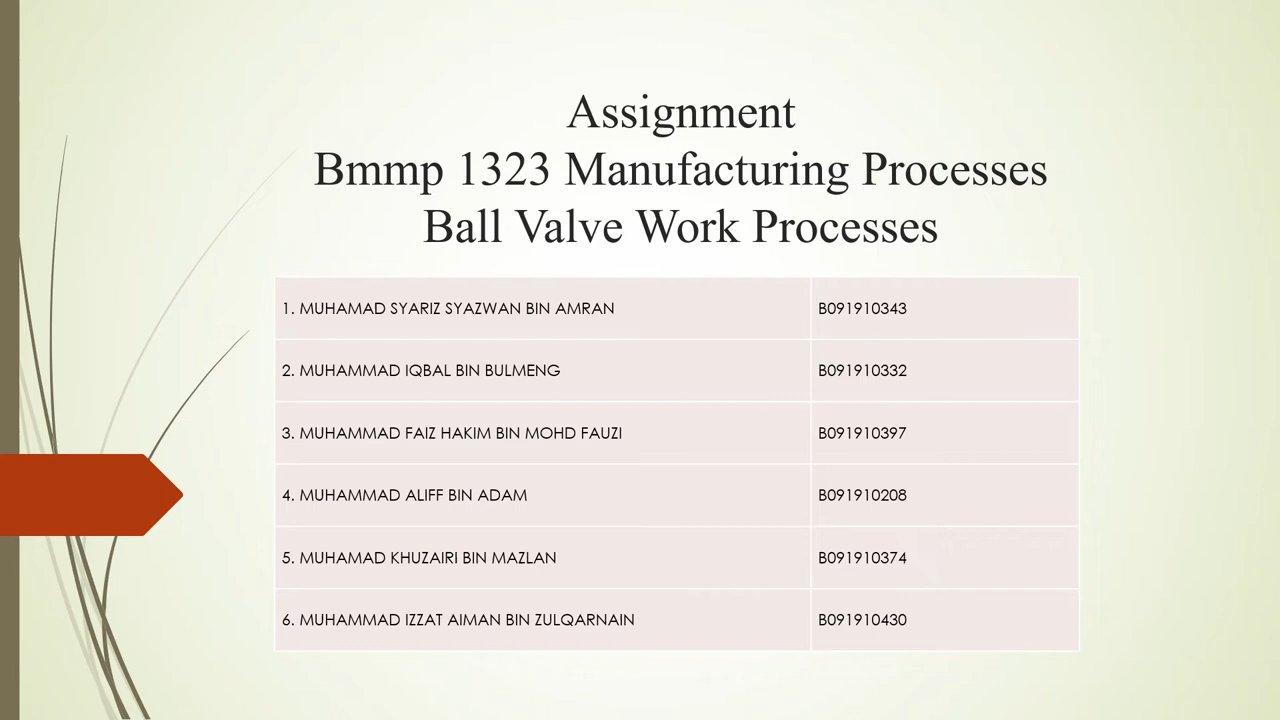 Assignment
Bmmp 1323 Manufacturing Processes
Ball Valve Work Processes
1. MUHAMAD SYARIZ SYAZWAN BIN AMRAN B091910343
2. MUHAMMAD IQBAL BIN BULMENG B091910332
3. MUHAMMAD FAIZ HAKIM BIN MOHD FAUZI B091910397
4. MUHAMMAD ALIFF BIN ADAM B091910208
5. MUHAMAD KHUZAIRI BIN MAZLAN B091910374
6. MUHAMMAD IZZAT AIMAN BIN ZULQARNAIN B091910430